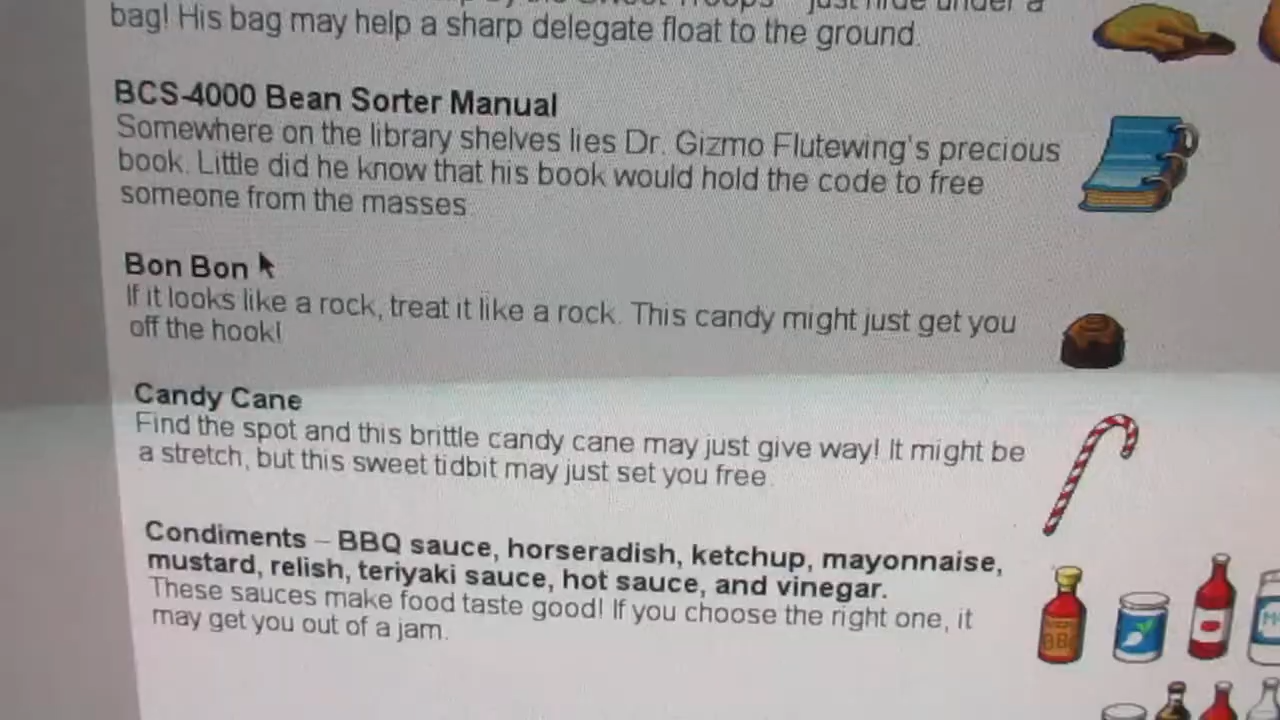 just hide under a
bag! His bag may help a sharp delegate float to the ground.
BCS-4000 Bean Sorter Manual
Somewhere on the library shelves lies Dr. Gizmo Flutewing's precious
book. Little did he know that his book would hold the code to free
someone from the masses
Bon Bon
If it looks like a rock, treat it like a rock. This candy might just get you
off the hook!
Candy Cane
Find the spot and this brittle candy cane may just give way! It might be
a stretch, but this sweet tidbit may just set you free.
Condiments – BBQ sauce, horseradish, ketchup, mayonnaise,
mustard, relish, teriyaki sauce, hot sauce, and vinegar.
These sauces make food taste good! If you choose the right one, it
may get you out of a jam.